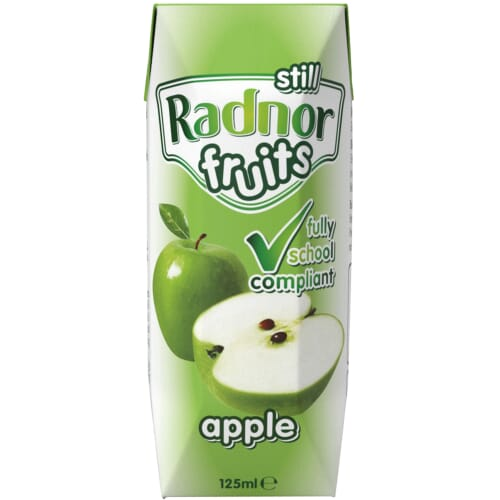 still
Radnor
fruits
fully
school
compliant
apple
125ml ℮